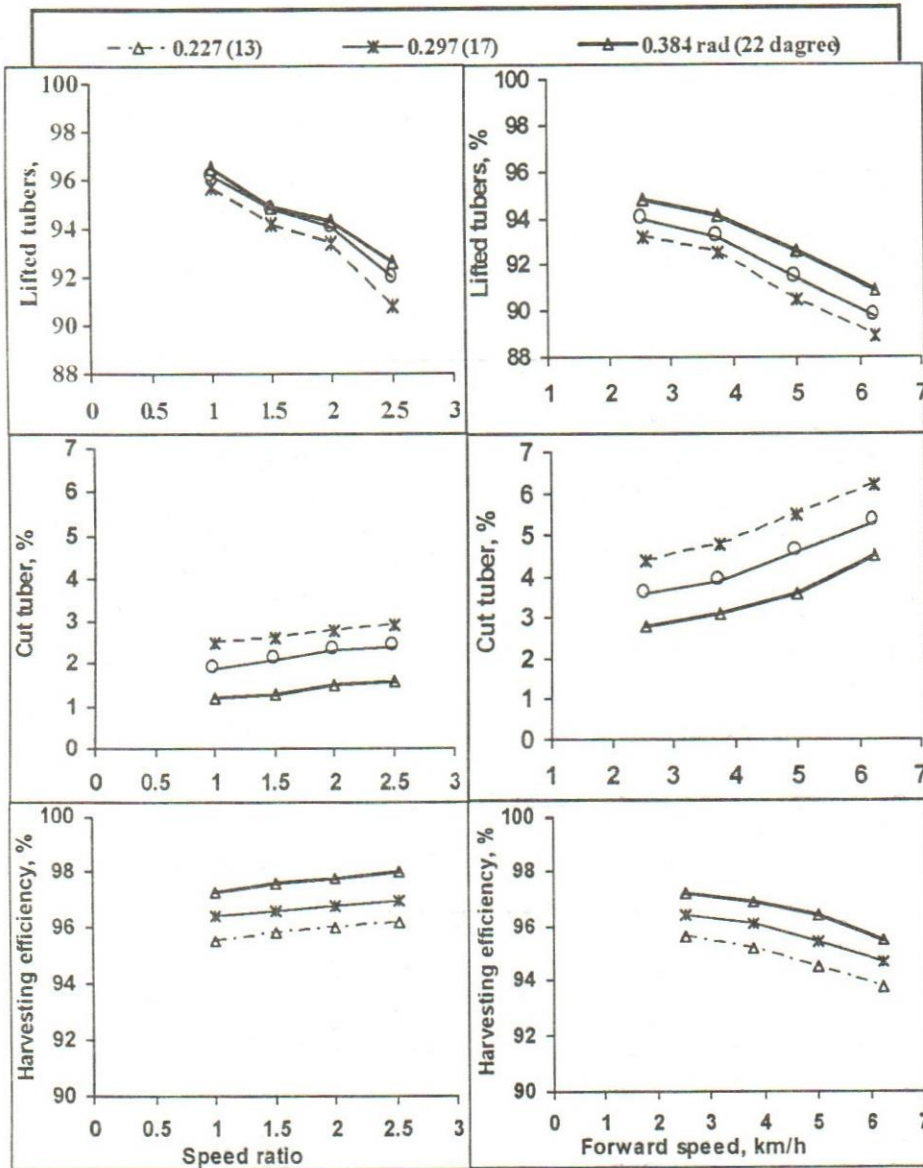 0.227 (13) 0.297 (17) 0.384 rad (22 dagree)
Lifted tubers,
100
98
96
94
92
90
88
0 0.5 1 1.5 2 2.5 3
Lifted tubers, %
100
98
96
94
92
90
88
1 2 3 4 5 6 7
Cut tuber, %
7
6
5
4
3
2
1
0
0 0.5 1 1.5 2 2.5 3
Cut tuber, %
7
6
5
4
3
2
1
0
1 2 3 4 5 6 7
Harvesting efficiency, %
100
98
96
94
92
90
0 0.5 1 1.5 2 2.5 3
Speed ratio
Harvesting efficiency, %
100
98
96
94
92
90
0 1 2 3 4 5 6 7
Forward speed, km/h